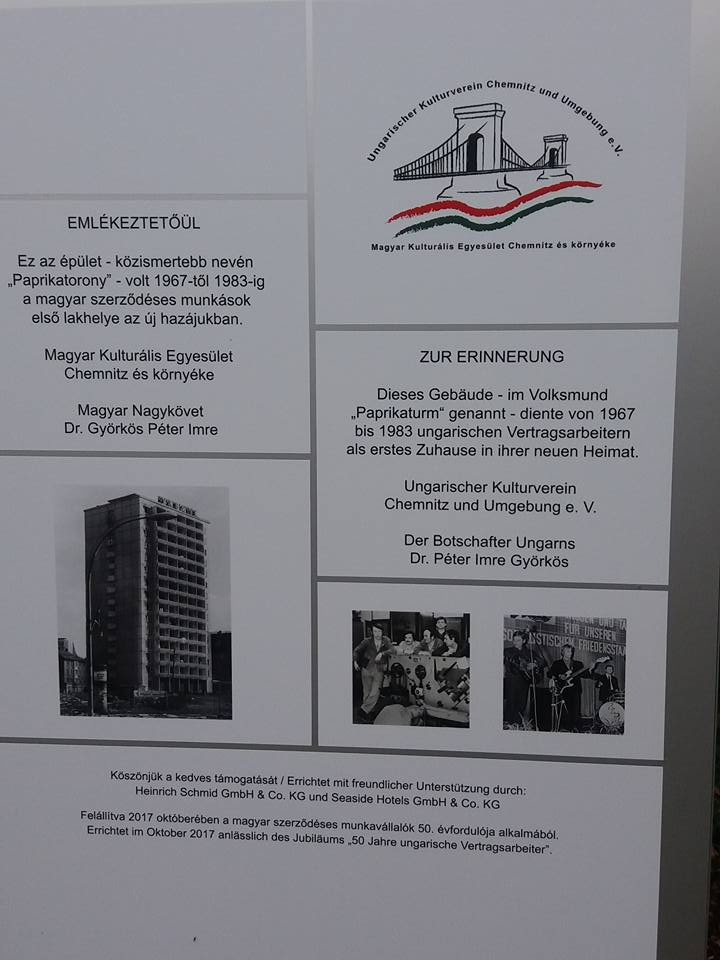 Ungarischer Kulturverein Chemnitz und Umgebung e.V.
Magyar Kulturális Egyesület Chemnitz és környéke
EMLÉKEZTETŐÜL
Ez az épület - közismertebb nevén
„Paprikatorony” - volt 1967-től 1983-ig
a magyar szerződéses munkások
első lakhelye az új hazájukban.
Magyar Kulturális Egyesület
Chemnitz és környéke
Magyar Nagykövet
Dr. Györkös Péter Imre
ZUR ERINNERUNG
Dieses Gebäude - im Volksmund
„Paprikaturm“ genannt - diente von 1967
bis 1983 ungarischen Vertragsarbeitern
als erstes Zuhause in ihrer neuen Heimat.
Ungarischer Kulturverein
Chemnitz und Umgebung e. V.
Der Botschafter Ungarns
Dr. Péter Imre Györkös
FÜR UNSEREN
FRIEDENSSTAA
Köszönjük a kedves támogatását / Errichtet mit freundlicher Unterstützung durch:
Heinrich Schmid GmbH & Co. KG und Seaside Hotels GmbH & Co. KG
Felállítva 2017 októberében a magyar szerződéses munkavállalók 50. évfordulója alkalmából.
Errichtet im Oktober 2017 anlässlich des Jubiläums „50 Jahre ungarische Vertragsarbeiter”.